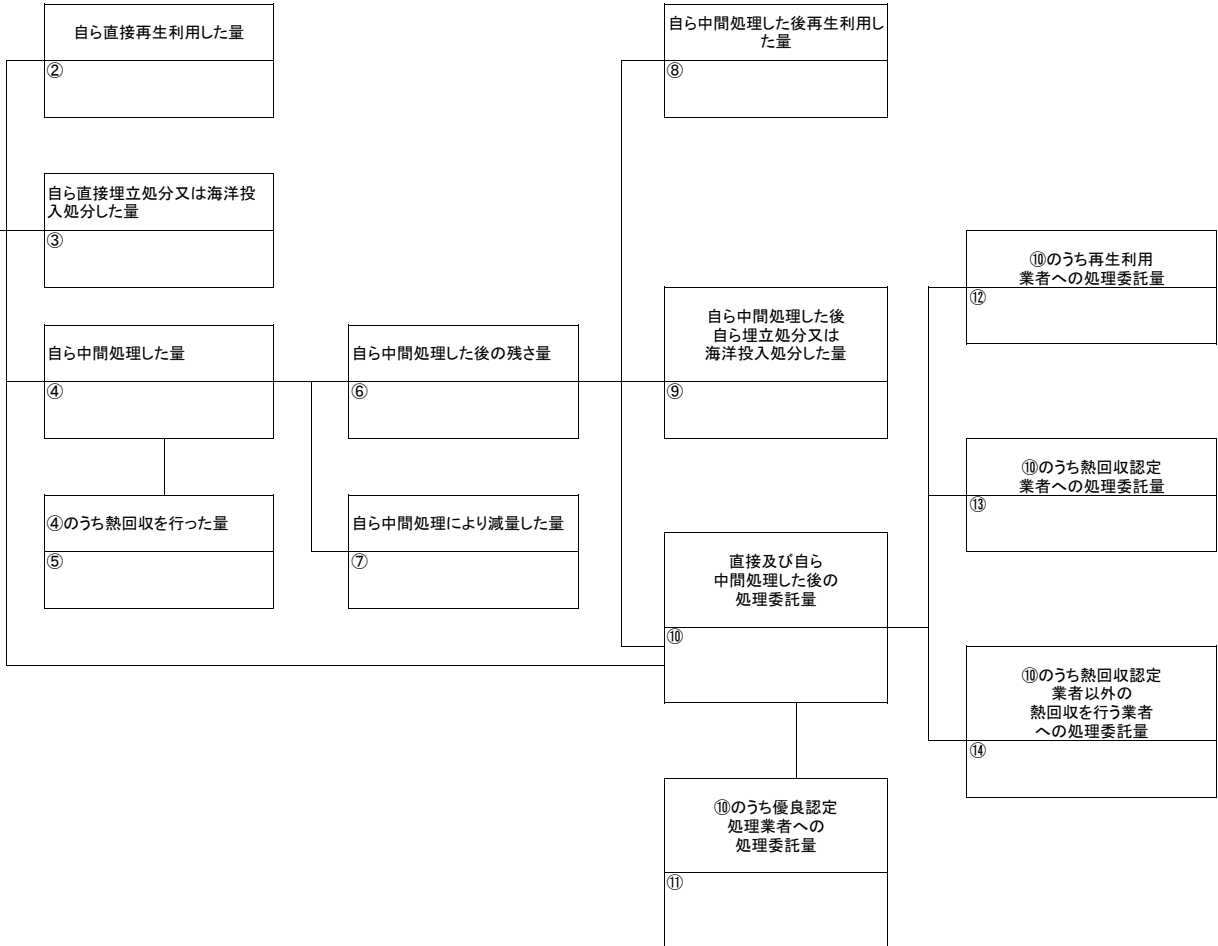 自ら直接再生利用した量
②
自ら中間処理した後再生利用し
た量
⑧
自ら直接埋立処分又は海洋投
入処分した量
③
⑩のうち再生利用
業者への処理委託量
⑫
自ら中間処理した量
④
自ら中間処理した後の残さ量
⑥
自ら中間処理した後
自ら埋立処分又は
海洋投入処分した量
⑨
⑩のうち熱回収認定
業者への処理委託量
⑬
④のうち熱回収を行った量
⑤
自ら中間処理により減量した量
⑦
直接及び自ら
中間処理した後の
処理委託量
⑩
⑩のうち熱回収認定
業者以外の
熱回収を行う業者
への処理委託量
⑭
⑩のうち優良認定
処理業者への
処理委託量
⑪